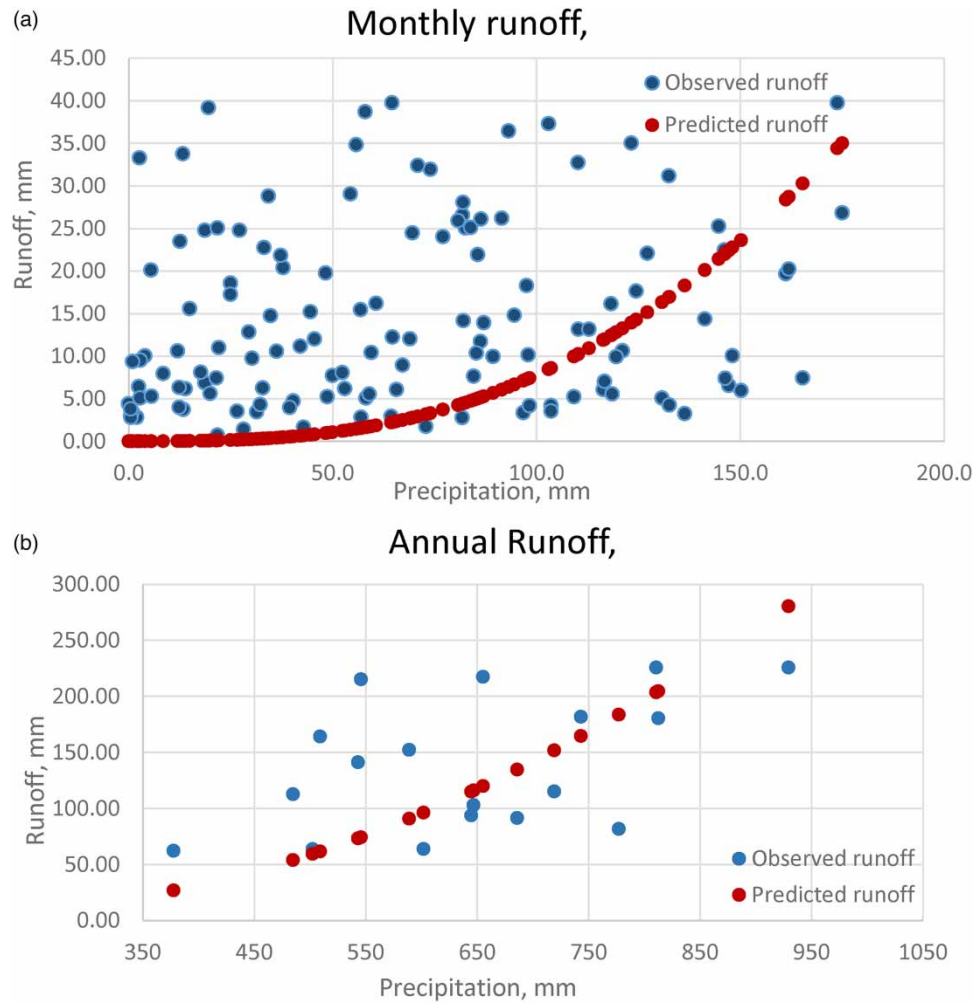 (a)
Monthly runoff,
45.00
40.00
35.00
30.00
25.00
20.00
15.00
10.00
5.00
0.00
Runoff, mm
Observed runoff
Predicted runoff
0.0 50.0 100.0 150.0 200.0
Precipitation, mm
(b)
Annual Runoff,
300.00
250.00
200.00
150.00
100.00
50.00
0.00
Runoff, mm
Observed runoff
Predicted runoff
350 450 550 650 750 850 950 1050
Precipitation, mm